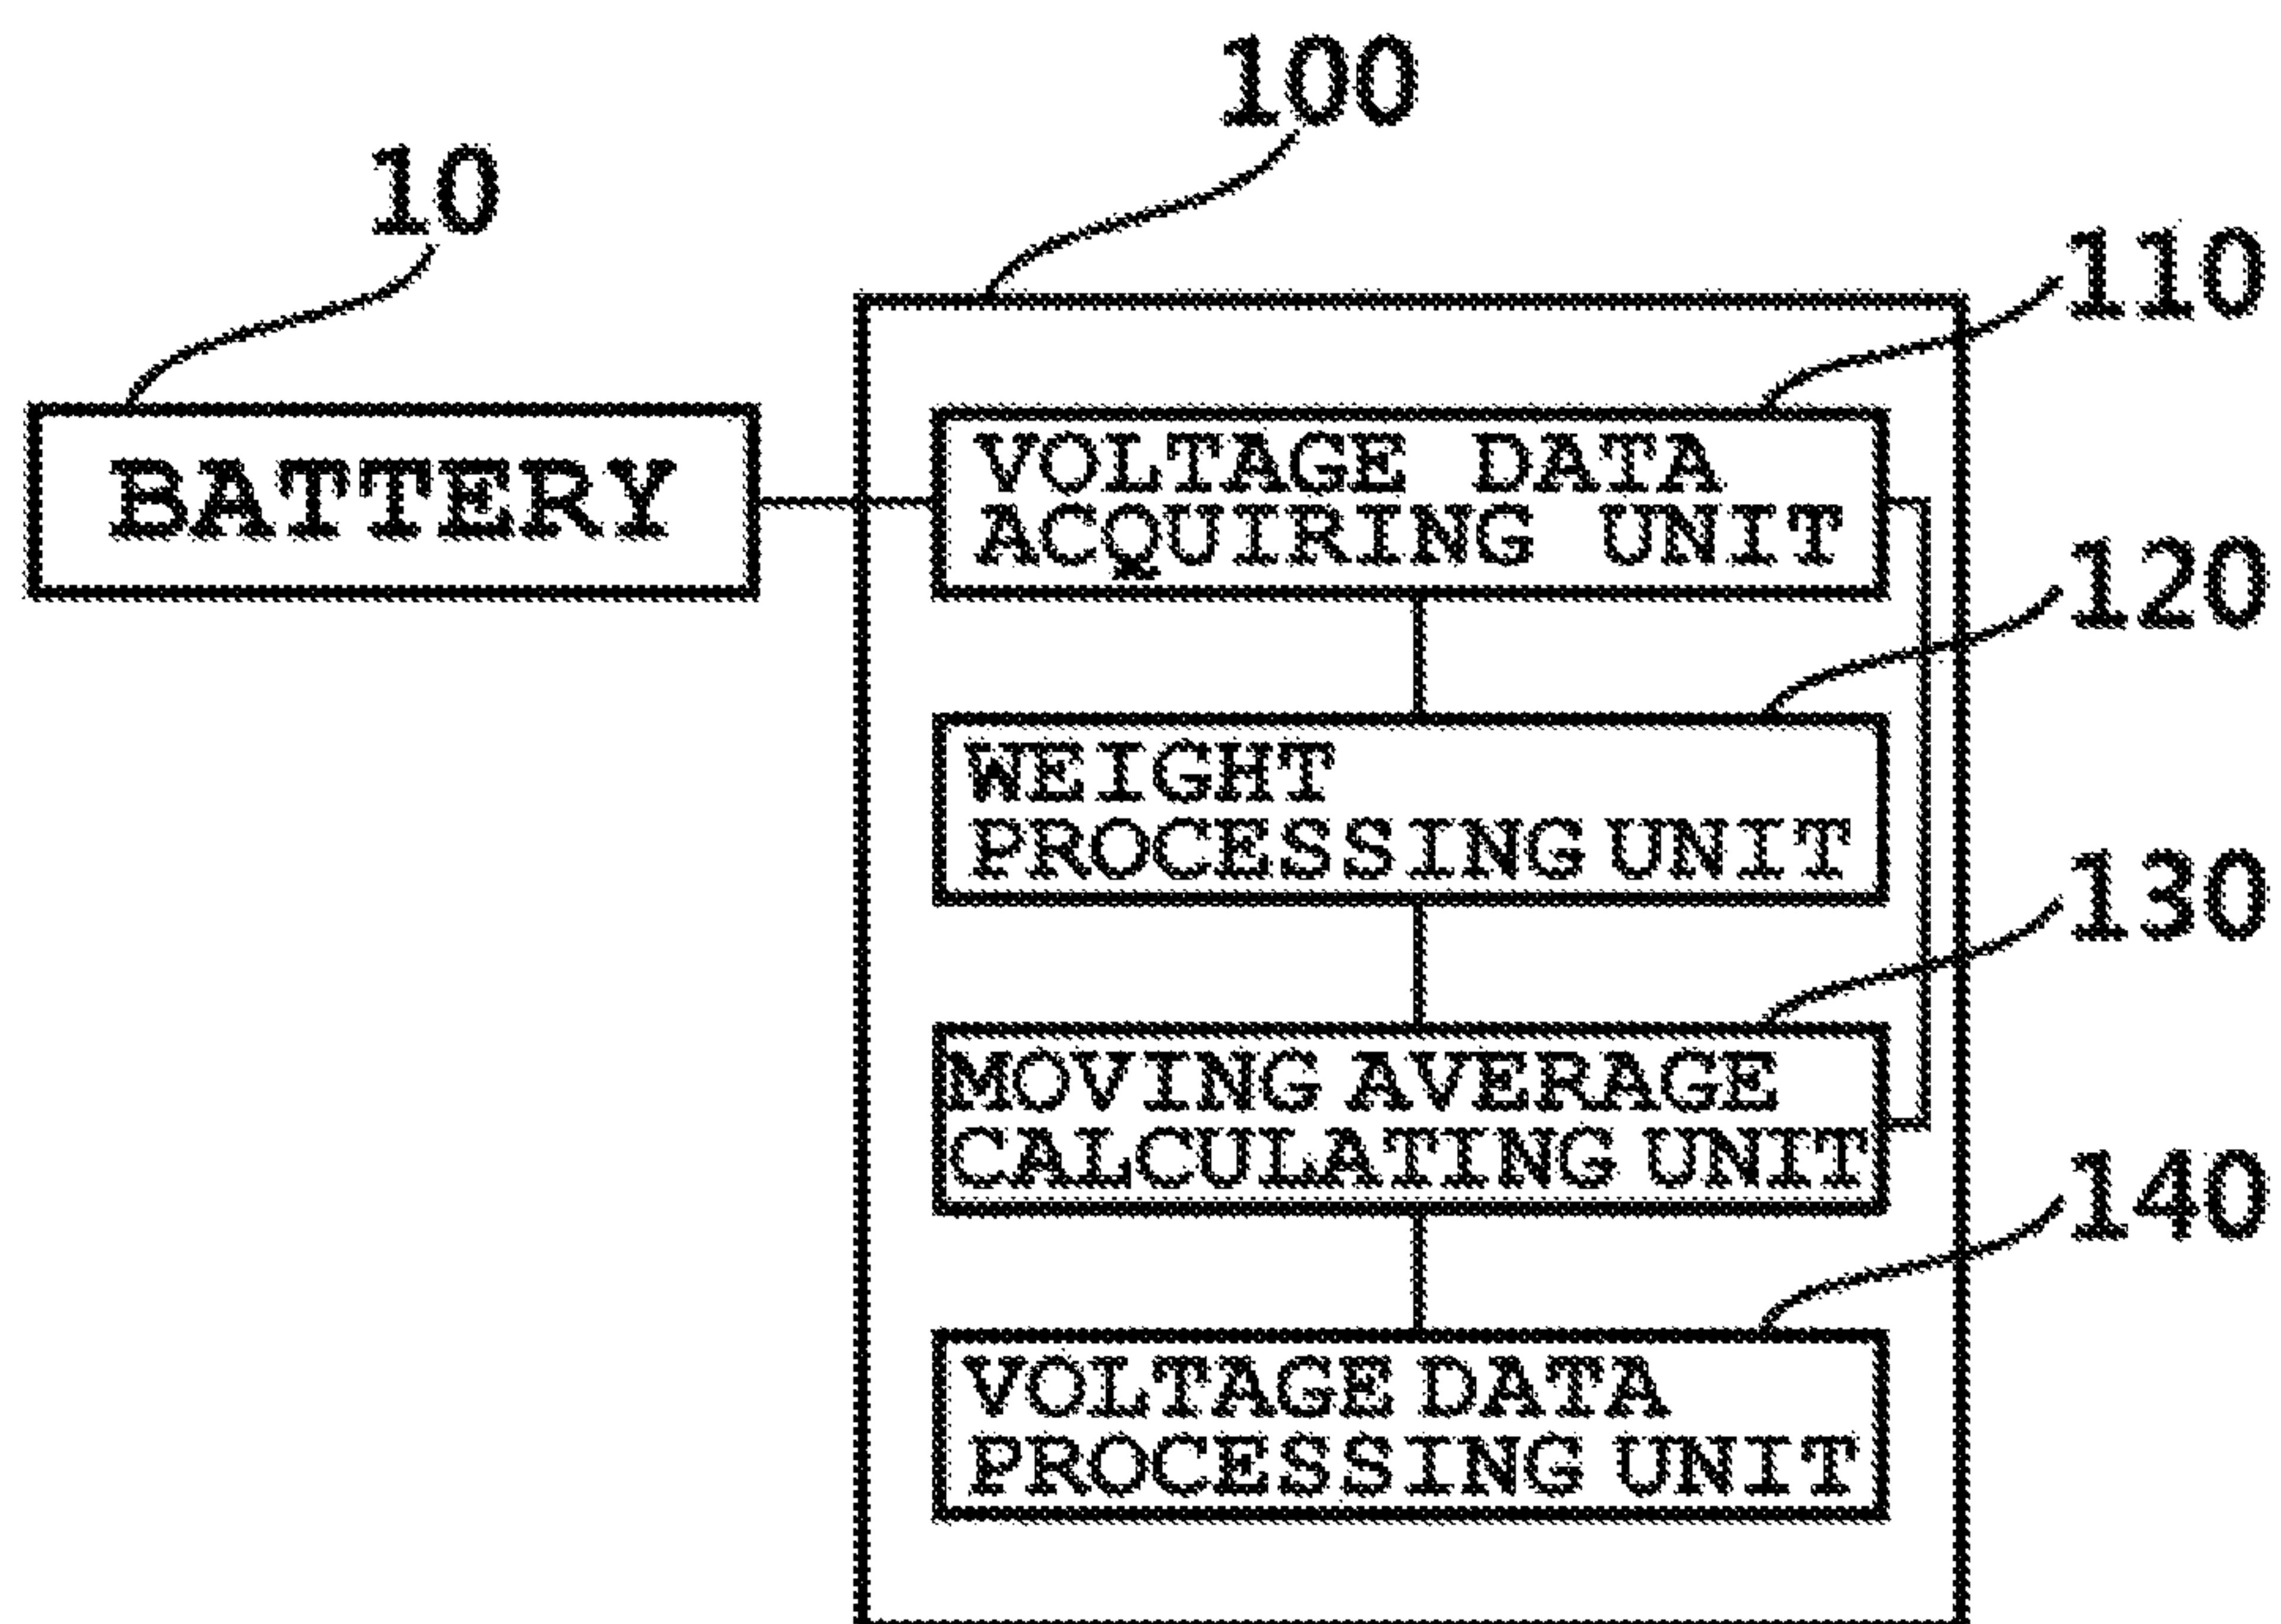 100
10
110
BATTERY
VOLTAGE DATA
ACQUIRING UNIT
120
WEIGHT
PROCESSING UNIT
130
MOVING AVERAGE
CALCULATING UNIT
140
VOLTAGE DATA
PROCESSING UNIT